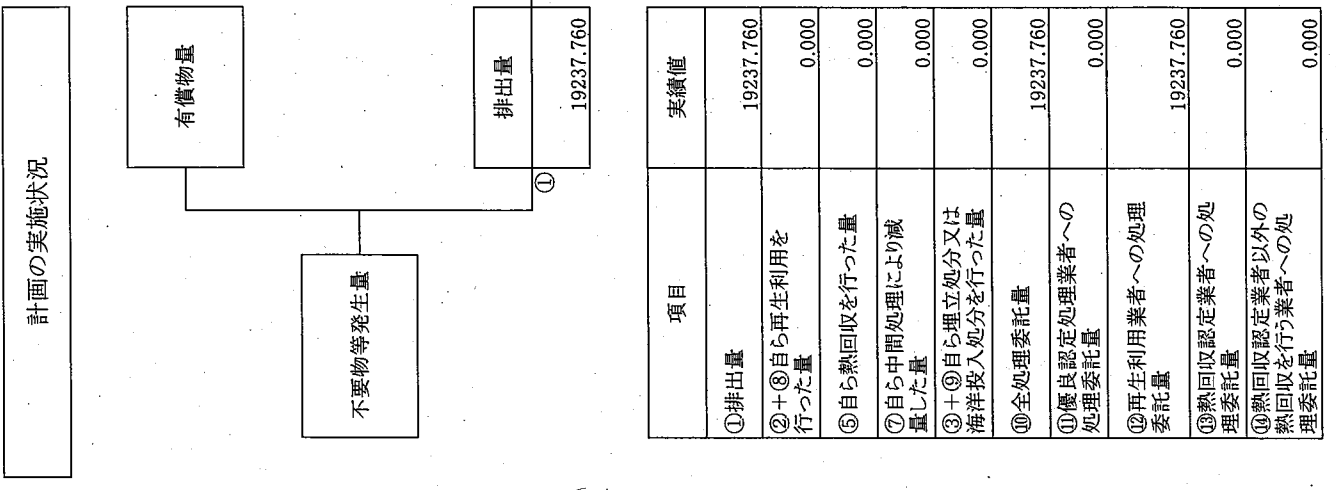 計画の実施状況
有償物量
不要物等発生量
排出量
①
19237.760
項目 実績値
①排出量 19237.760
②+⑧自ら再生利用を
行った量 0.000
⑤自ら熱回収を行った量 0.000
⑦自ら中間処理により減
量した量 0.000
③+⑨自ら埋立処分又は
海洋投入処分を行った量 0.000
⑩全処理委託量 19237.760
⑪優良認定処理業者への
処理委託量 0.000
⑫再生利用業者への処理
委託量 19237.760
⑬熱回収認定業者への処
理委託量 0.000
⑭熱回収認定業者以外の
熱回収を行う業者への処
理委託量 0.000